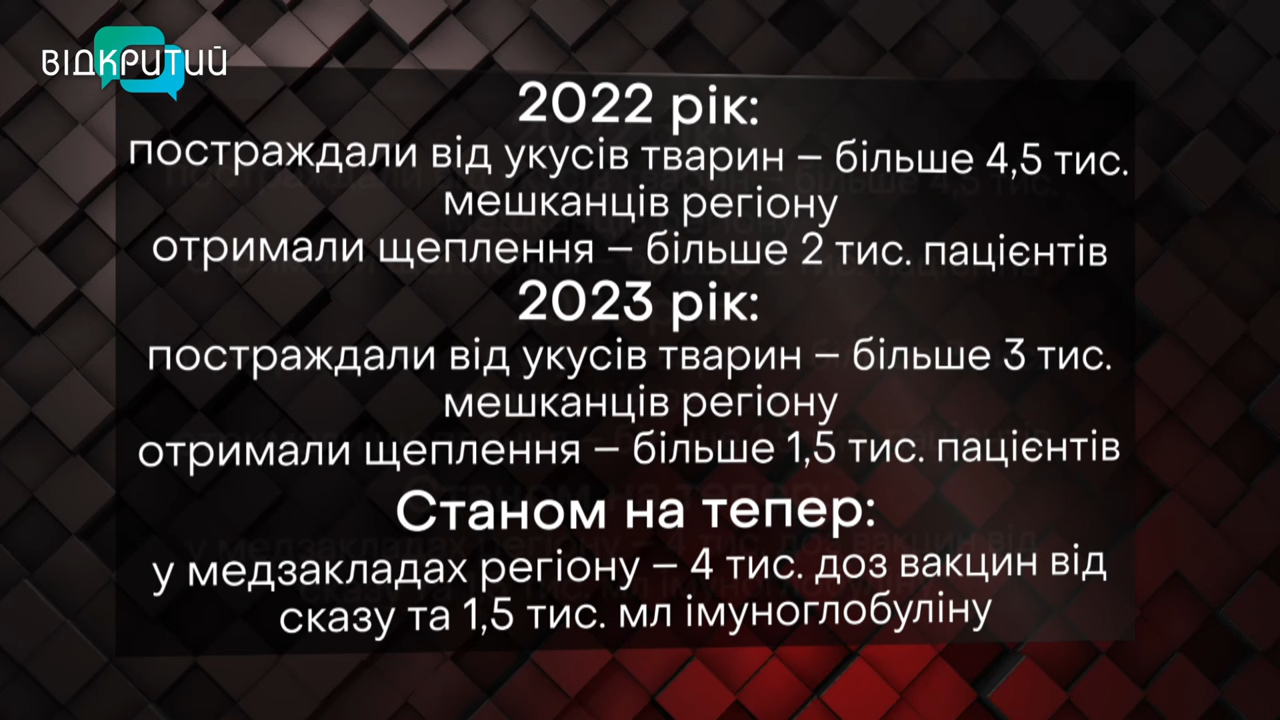 ВІДКРИТИЙ
2022 рік:
постраждали від укусів тварин – більше 4,5 тис.
мешканців регіону
отримали щеплення – більше 2 тис. пацієнтів
2023 рік:
постраждали від укусів тварин – більше 3 тис.
мешканців регіону
отримали щеплення – більше 1,5 тис. пацієнтів
Станом на тепер:
у медзакладах регіону – 4 тис. доз вакцин від
сказу та 1,5 тис. мл імуноглобуліну